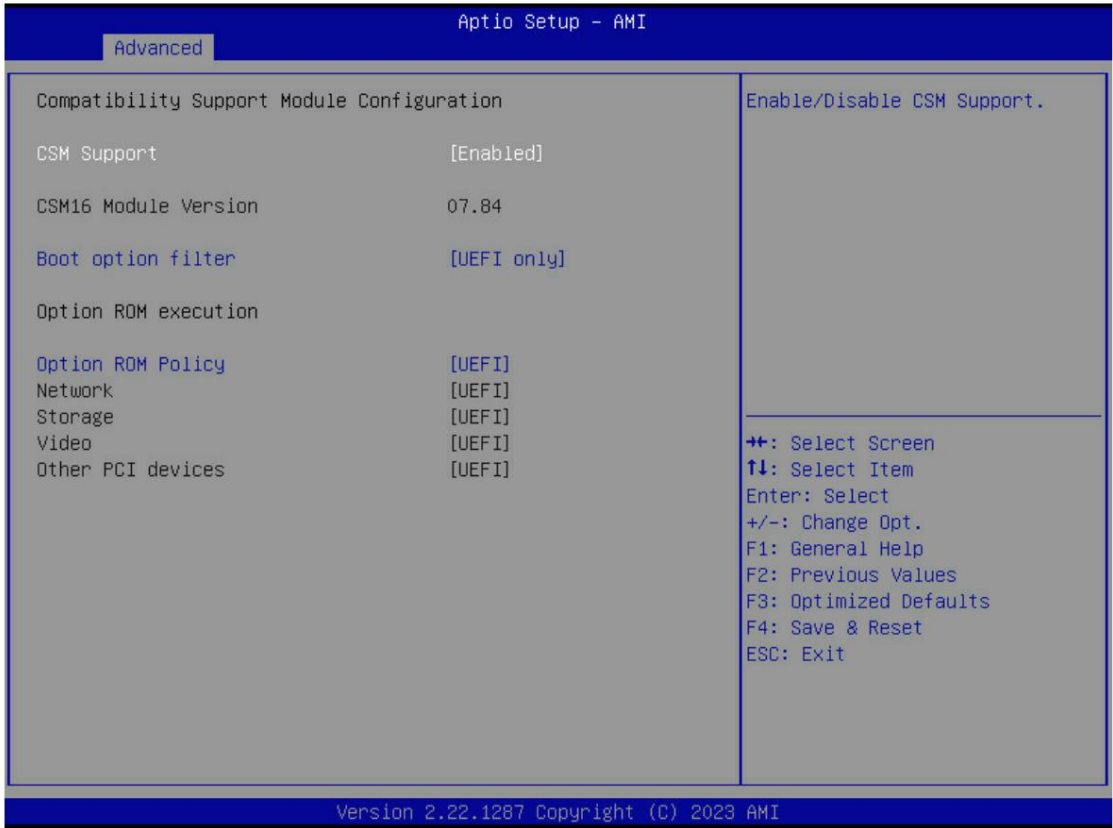 Aptio Setup – AMI
Advanced
Compatibility Support Module Configuration
CSM Support [Enabled]
CSM16 Module Version 07.84
Boot option filter [UEFI only]
Option ROM execution
Option ROM Policy [UEFI]
Network [UEFI]
Storage [UEFI]
Video [UEFI]
Other PCI devices [UEFI]
Enable/Disable CSM Support.
→←: Select Screen
↑↓: Select Item
Enter: Select
+/-: Change Opt.
F1: General Help
F2: Previous Values
F3: Optimized Defaults
F4: Save & Reset
ESC: Exit
Version 2.22.1287 Copyright (C) 2023 AMI